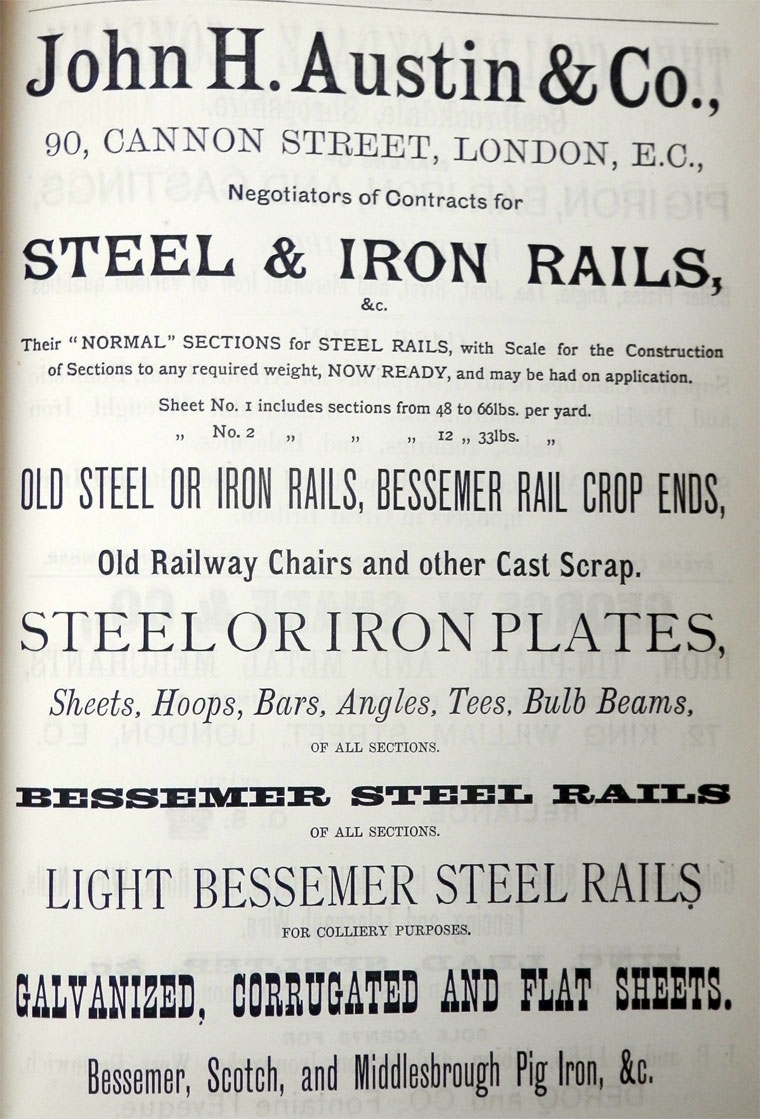 John H. Austin & Co.,
90, CANNON STREET, LONDON, E.C.,
Negotiators of Contracts for
STEEL & IRON RAILS,
&c.
Their "NORMAL" SECTIONS for STEEL RAILS, with Scale for the Construction
of Sections to any required weight, NOW READY, and may be had on application.
Sheet No. 1 includes sections from 48 to 66lbs. per yard.
„ No. 2 „ „ „ 12 „ 33lbs. „
OLD STEEL OR IRON RAILS, BESSEMER RAIL CROP ENDS,
Old Railway Chairs and other Cast Scrap.
STEEL OR IRON PLATES,
Sheets, Hoops, Bars, Angles, Tees, Bulb Beams,
OF ALL SECTIONS.
BESSEMER STEEL RAILS
OF ALL SECTIONS.
LIGHT BESSEMER STEEL RAILS
FOR COLLIERY PURPOSES.
GALVANIZED, CORRUGATED AND FLAT SHEETS.
Bessemer, Scotch, and Middlesbrough Pig Iron, &c.